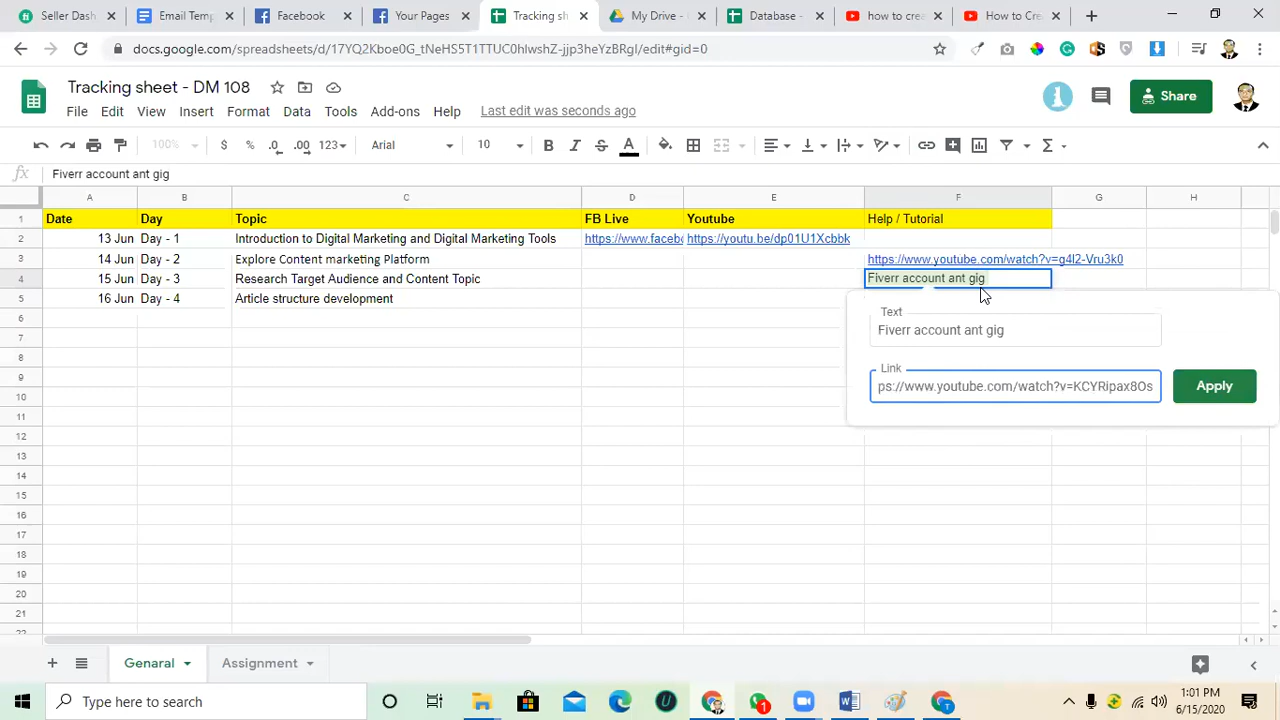 Seller Dash
Email Temp
Facebook
Your Pages
Tracking sh
My Drive -
Database -
how to crea
How To Cre
docs.google.com/spreadsheets/d/17YQ2Kboe0G_tNeHS5T1TTUC0hlwshZ-jjp3heYzBRgI/edit#gid=0
Tracking sheet - DM 108
File Edit View Insert Format Data Tools Add-ons Help Last edit was seconds ago
Share
100% $ % .0 .00 123 Arial 10 B I S A
fx Fiverr account ant gig
A B C D E F G H
1 Date Day Topic FB Live Youtube Help / Tutorial
2 13 Jun Day - 1 Introduction to Digital Marketing and Digital Marketing Tools https://www.faceb https://youtu.be/dp01U1Xcbbk
3 14 Jun Day - 2 Explore Content marketing Platform https://www.youtube.com/watch?v=g4l2-Vru3k0
4 15 Jun Day - 3 Research Target Audience and Content Topic Fiverr account ant gig
5 16 Jun Day - 4 Article structure development
6
7
8
9
10
11
12
13
14
15
16
17
18
19
20
21
22
Text
Fiverr account ant gig
Link
ps://www.youtube.com/watch?v=KCYRipax8Os
Apply
Genaral
Assignment
Type here to search
1
T
1:01 PM
6/15/2020